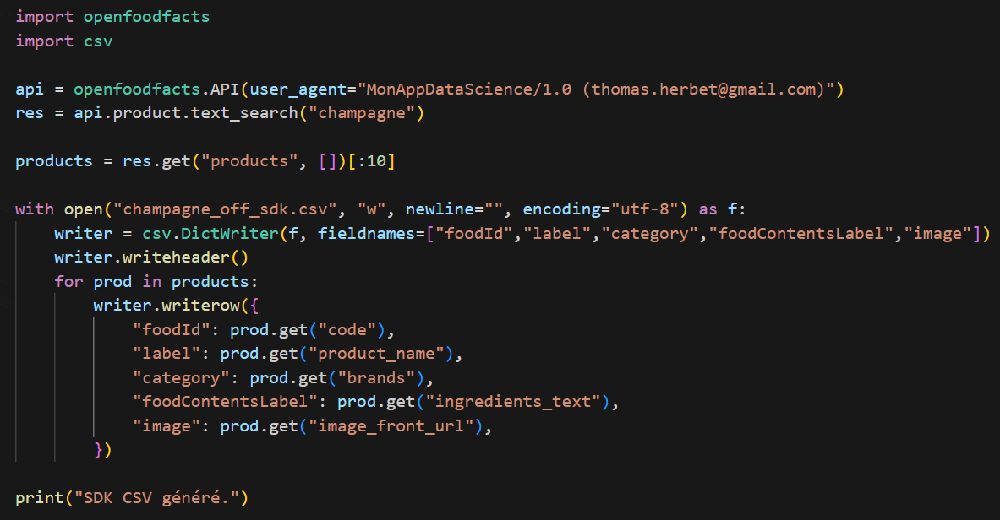 import openfoodfacts
import csv

api = openfoodfacts.API(user_agent="MonAppDataScience/1.0 (thomas.herbet@gmail.com)")
res = api.product.text_search("champagne")

products = res.get("products", [])[:10]

with open("champagne_off_sdk.csv", "w", newline="", encoding="utf-8") as f:
    writer = csv.DictWriter(f, fieldnames=["foodId","label","category","foodContentsLabel","image"])
    writer.writeheader()
    for prod in products:
        writer.writerow({
            "foodId": prod.get("code"),
            "label": prod.get("product_name"),
            "category": prod.get("brands"),
            "foodContentsLabel": prod.get("ingredients_text"),
            "image": prod.get("image_front_url"),
        })

print("SDK CSV généré.")